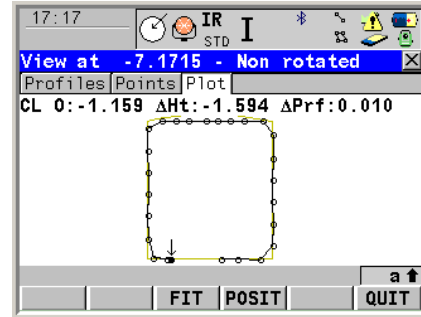 17:17 IR STD I
View at -7.1715 - Non rotated X
Profiles Points Plot
CL O:-1.159 ΔHt:-1.594 ΔPrf:0.010
a
FIT POSIT QUIT